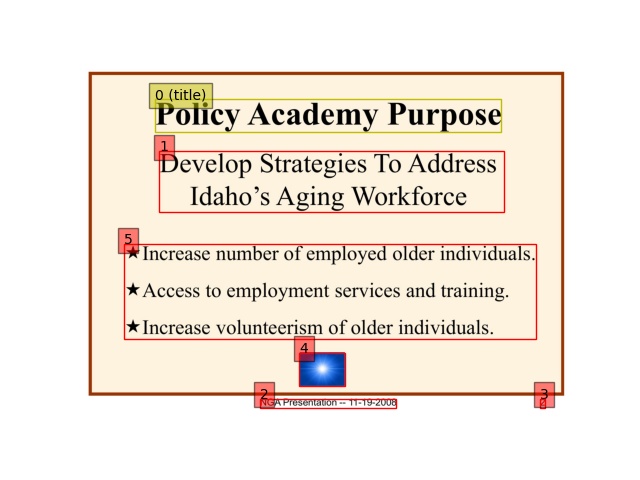 0 (title)
Policy Academy Purpose
1
Develop Strategies To Address
Idaho's Aging Workforce
5
★Increase number of employed older individuals.
★Access to employment services and training.
★Increase volunteerism of older individuals.
4
2
NGA Presentation -- 11-19-2008
3